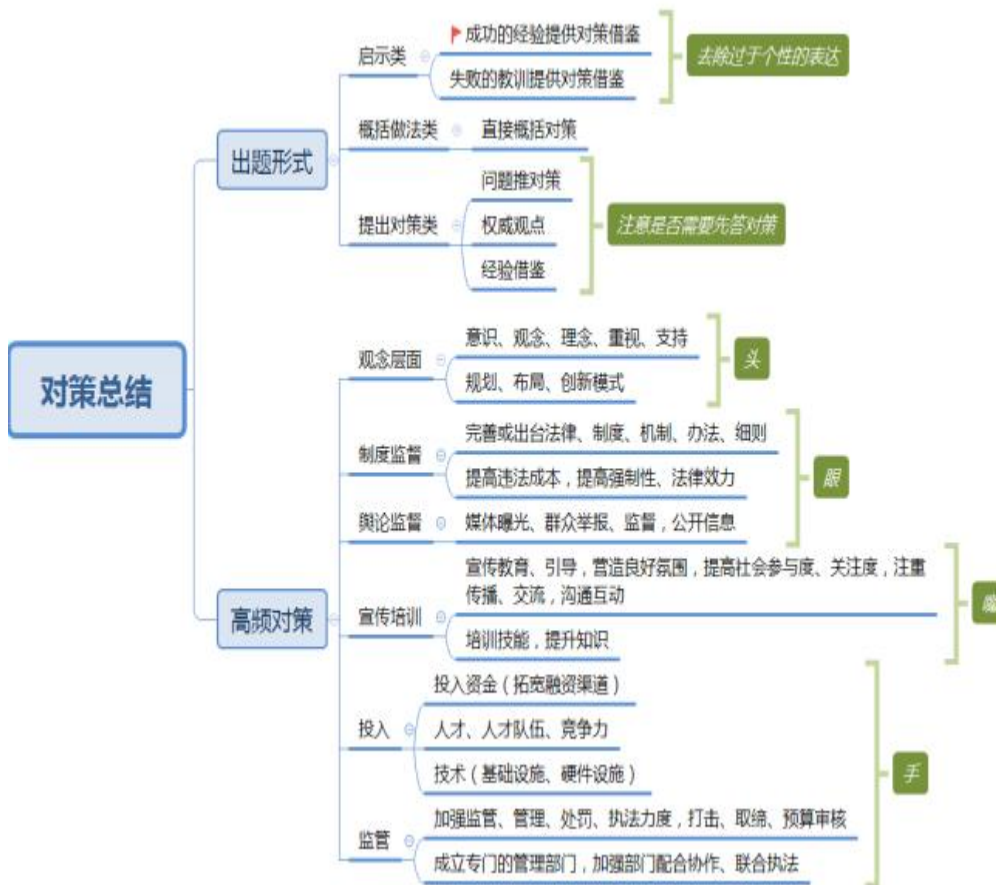 对策总结
出题形式
启示类
成功的经验提供对策借鉴
失败的教训提供对策借鉴
去除过于个性的表达
概括做法类
直接概括对策
提出对策类
问题推对策
权威观点
经验借鉴
注意是否需要先答对策
高频对策
观念层面
意识、观念、理念、重视、支持
规划、布局、创新模式
头
制度监督
完善或出台法律、制度、机制、办法、细则
提高违法成本，提高强制性、法律效力
舆论监督
媒体曝光、群众举报、监督，公开信息
眼
宣传培训
宣传教育、引导，营造良好氛围，提高社会参与度、关注度，注重
传播、交流，沟通互动
培训技能，提升知识
投入
投入资金（拓宽融资渠道）
人才、人才队伍、竞争力
技术（基础设施、硬件设施）
监管
加强监管、管理、处罚、执法力度，打击、取缔、预算审核
成立专门的管理部门，加强部门配合协作、联合执法
手